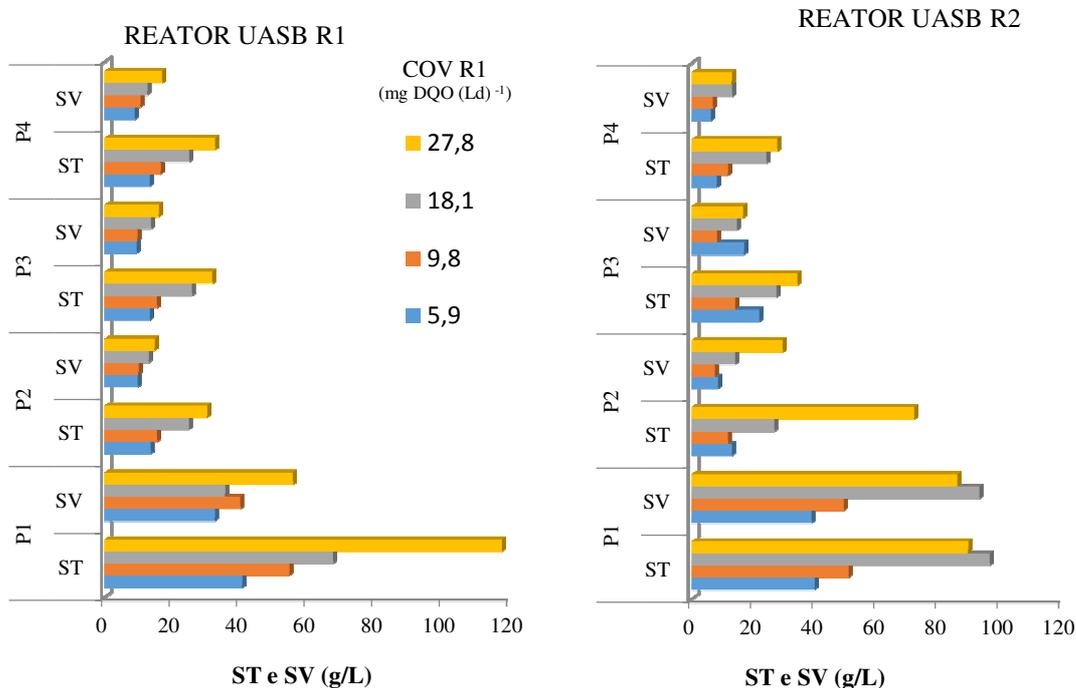 REATOR UASB R1
P4
SV
ST
P3
SV
ST
P2
SV
ST
P1
SV
ST
0 20 40 60 80 100 120
ST e SV (g/L)
COV R1
(mg DQO (Ld) -1)
27,8
18,1
9,8
5,9
REATOR UASB R2
P4
SV
ST
P3
SV
ST
P2
SV
ST
P1
SV
ST
0 20 40 60 80 100 120
ST e SV (g/L)